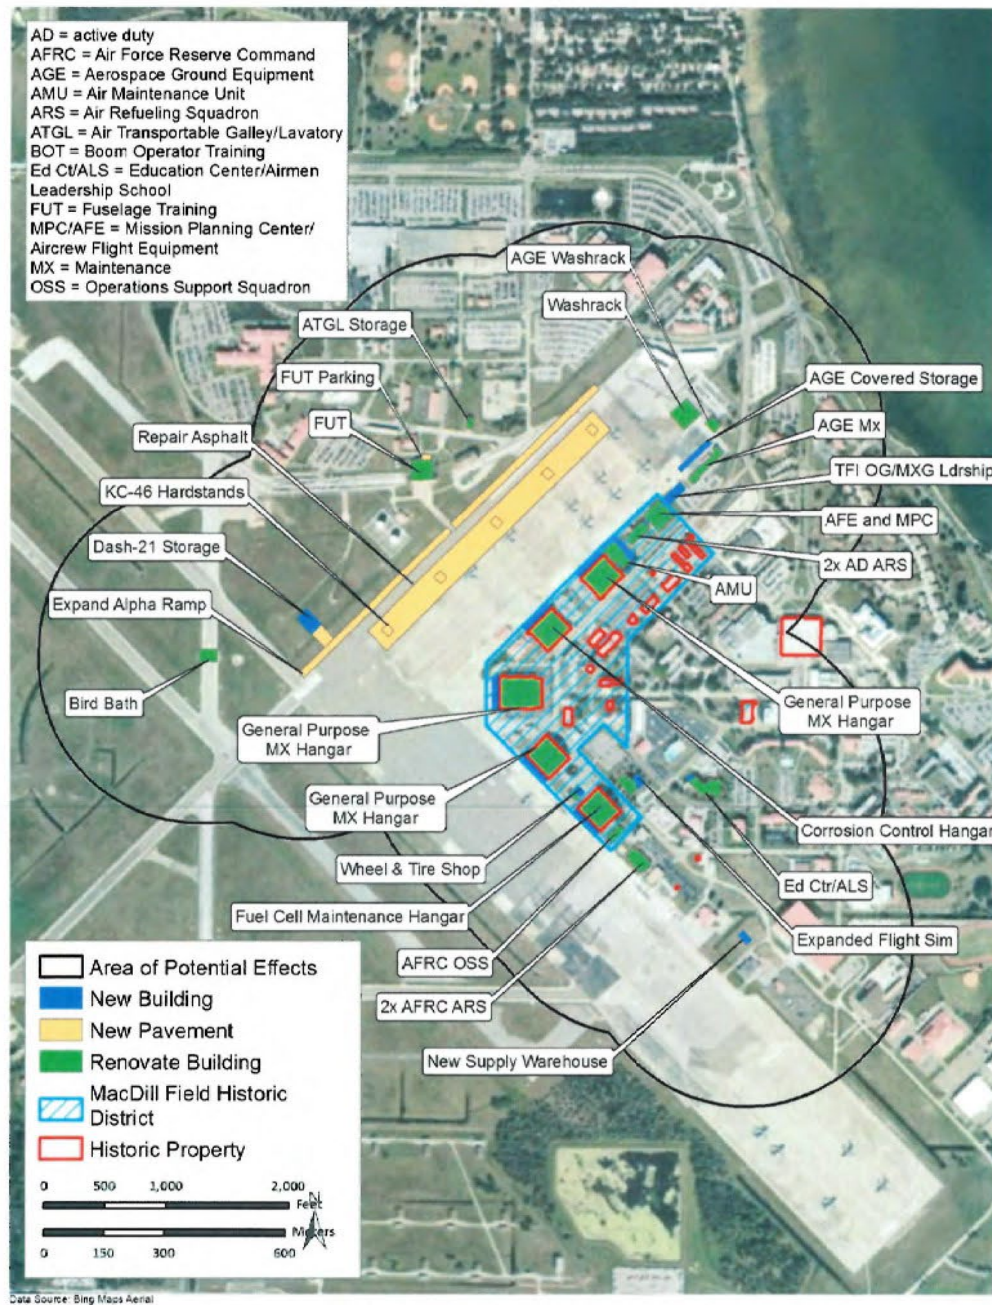 AD = active duty
AFRC = Air Force Reserve Command
AGE = Aerospace Ground Equipment
AMU = Air Maintenance Unit
ARS = Air Refueling Squadron
ATGL = Air Transportable Galley/Lavatory
BOT = Boom Operator Training
Ed Ct/ALS = Education Center/Airmen
Leadership School
FUT = Fuselage Training
MPC/AFE = Mission Planning Center/
Aircrew Flight Equipment
MX = Maintenance
OSS = Operations Support Squadron
AGE Washrack
Washrack
ATGL Storage
FUT Parking
FUT
Repair Asphalt
KC-46 Hardstands
Dash-21 Storage
Expand Alpha Ramp
Bird Bath
AGE Covered Storage
AGE Mx
TFI OG/MXG Ldrship
AFE and MPC
2x AD ARS
AMU
General Purpose
MX Hangar
General Purpose
MX Hangar
General Purpose
MX Hangar
Corrosion Control Hangar
Wheel & Tire Shop
Ed Ctr/ALS
Fuel Cell Maintenance Hangar
Expanded Flight Sim
AFRC OSS
2x AFRC ARS
New Supply Warehouse
Area of Potential Effects
New Building
New Pavement
Renovate Building
MacDill Field Historic
District
Historic Property
0 500 1,000 2,000
Feet
N
Meters
0 150 300 600
Data Source: Bing Maps Aerial